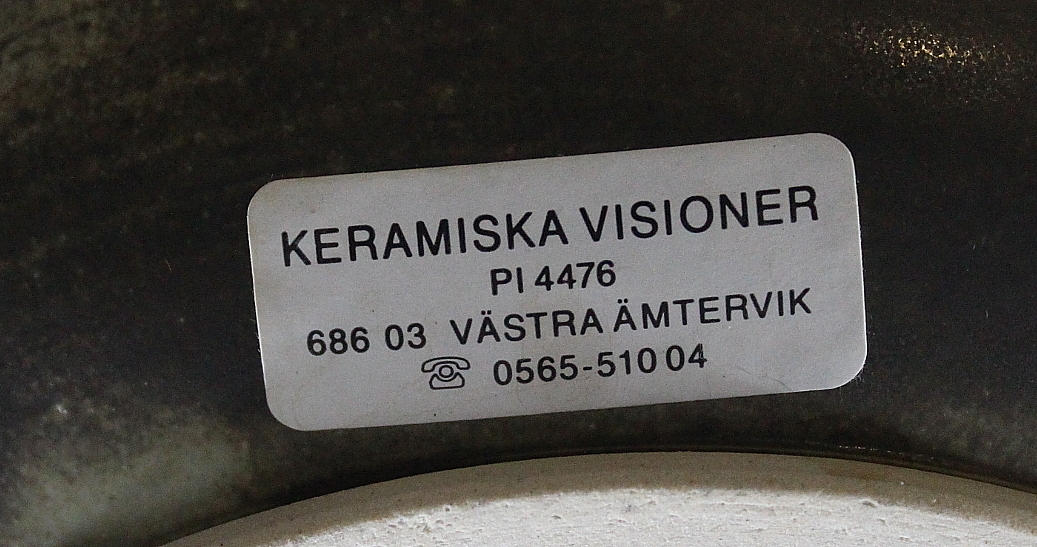 KERAMISKA VISIONER
PI 4476
686 03 VÄSTRA ÄMTERVIK
☎ 0565-510 04